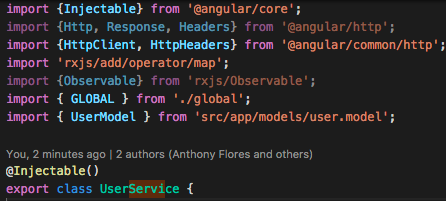 import {Injectable} from '@angular/core';
import {Http, Response, Headers} from '@angular/http';
import {HttpClient, HttpHeaders} from '@angular/common/http';
import 'rxjs/add/operator/map';
import {Observable} from 'rxjs/Observable';
import { GLOBAL } from './global';
import { UserModel } from 'src/app/models/user.model';
You, 2 minutes ago | 2 authors (Anthony Flores and others)
@Injectable()
export class UserService {